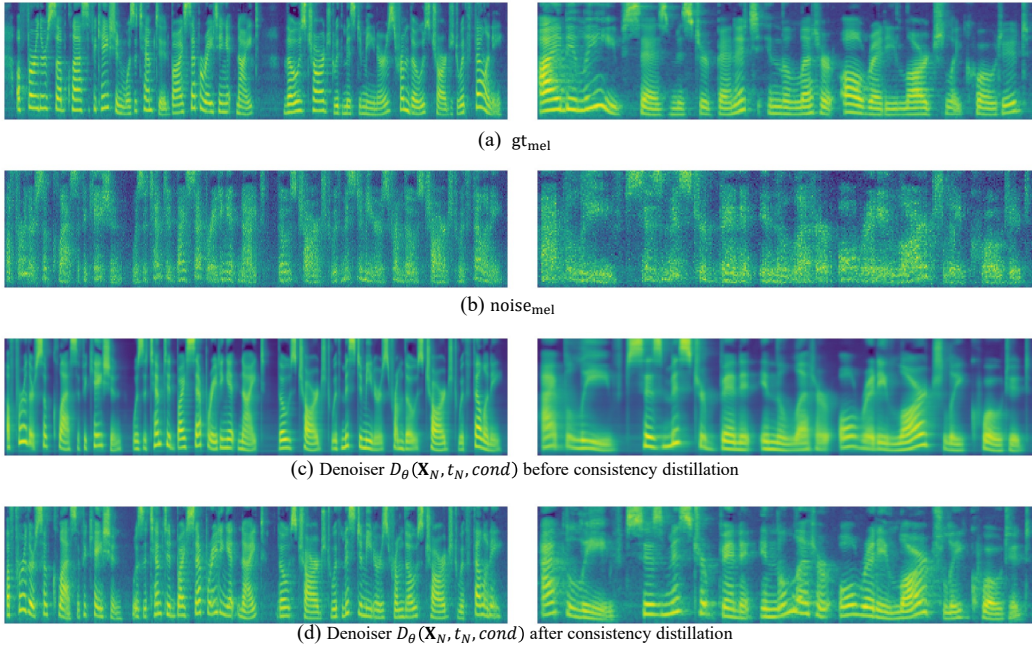 (a) gt_mel
(b) noise_mel
(c) Denoiser D_θ(X_N, t_N, cond) before consistency distillation
(d) Denoiser D_θ(X_N, t_N, cond) after consistency distillation